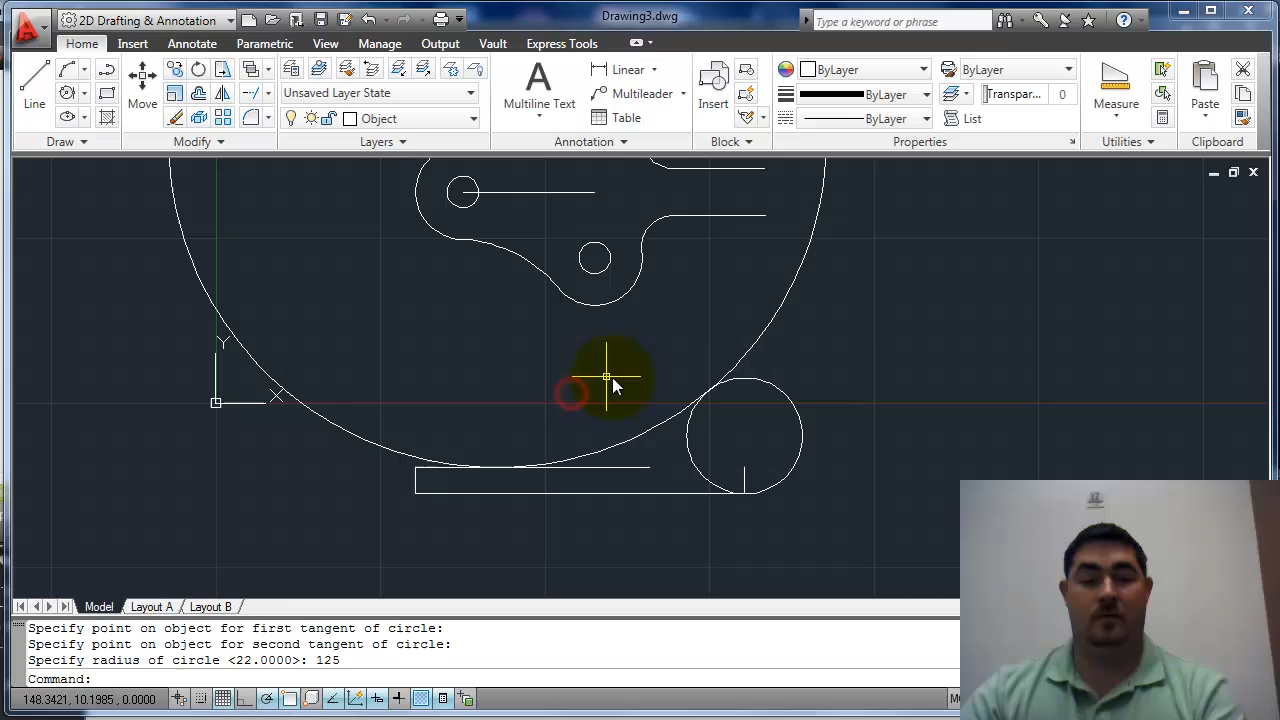 2D Drafting & Annotation
Drawing3.dwg
Type a keyword or phrase
Home Insert Annotate Parametric View Manage Output Vault Express Tools
Line
Move
Unsaved Layer State
Object
Multiline Text
Linear
Multileader
Table
Insert
ByLayer
ByLayer
ByLayer
ByLayer
Transpar... 0
List
Measure
Paste
Draw Modify Layers Annotation Block Properties Utilities Clipboard
Y
X
Model Layout A Layout B
Specify point on object for first tangent of circle:
Specify point on object for second tangent of circle:
Specify radius of circle <22.0000>: 125
Command:
148.3421, 10.1985, 0.0000